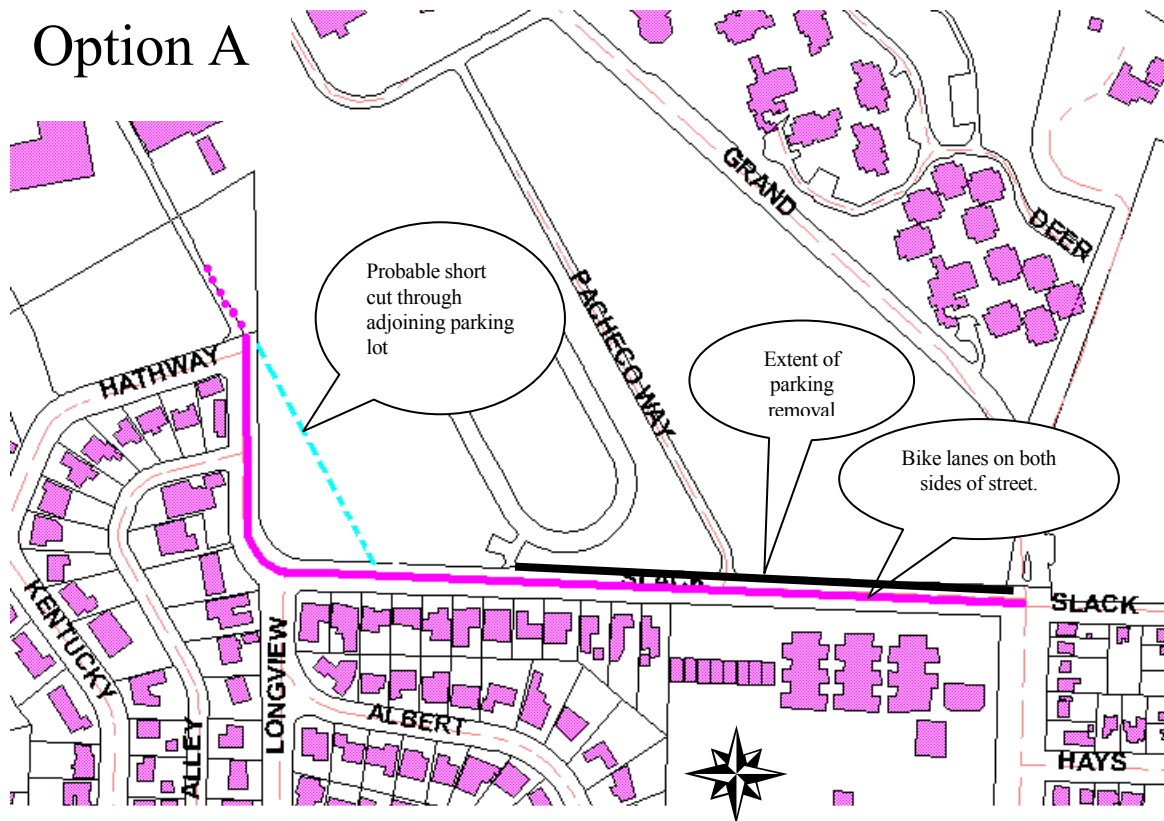 Option A
GRAND
DEER
Probable short
cut through
adjoining parking
lot
PACHECO WAY
Extent of
parking
removal
HATHWAY
Bike lanes on both
sides of street.
SLACK
SLACK
KENTUCKY
ALLEY
LONGVIEW
ALBERT
HAYS